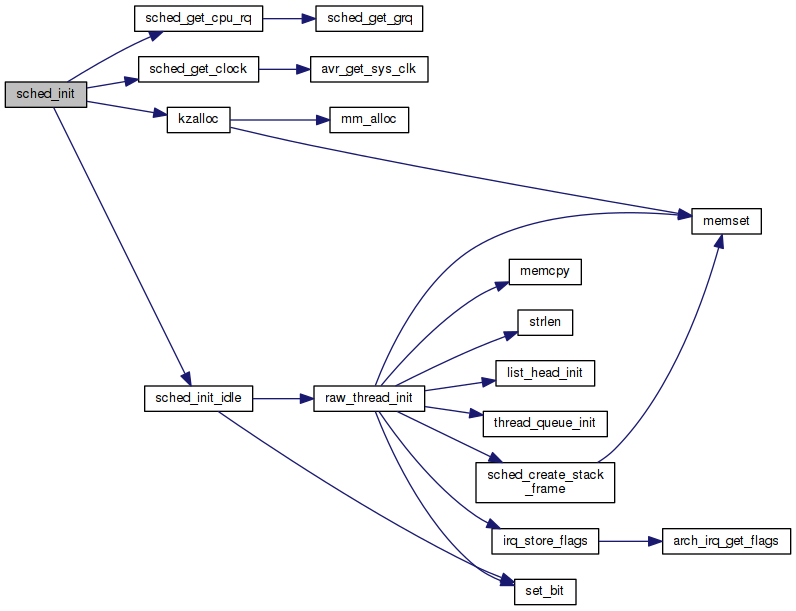 sched_get_cpu_rq
sched_get_grq
sched_get_clock
avr_get_sys_clk
sched_init
kzalloc
mm_alloc
memset
memcpy
strlen
list_head_init
sched_init_idle
raw_thread_init
thread_queue_init
sched_create_stack
_frame
irq_store_flags
arch_irq_get_flags
set_bit